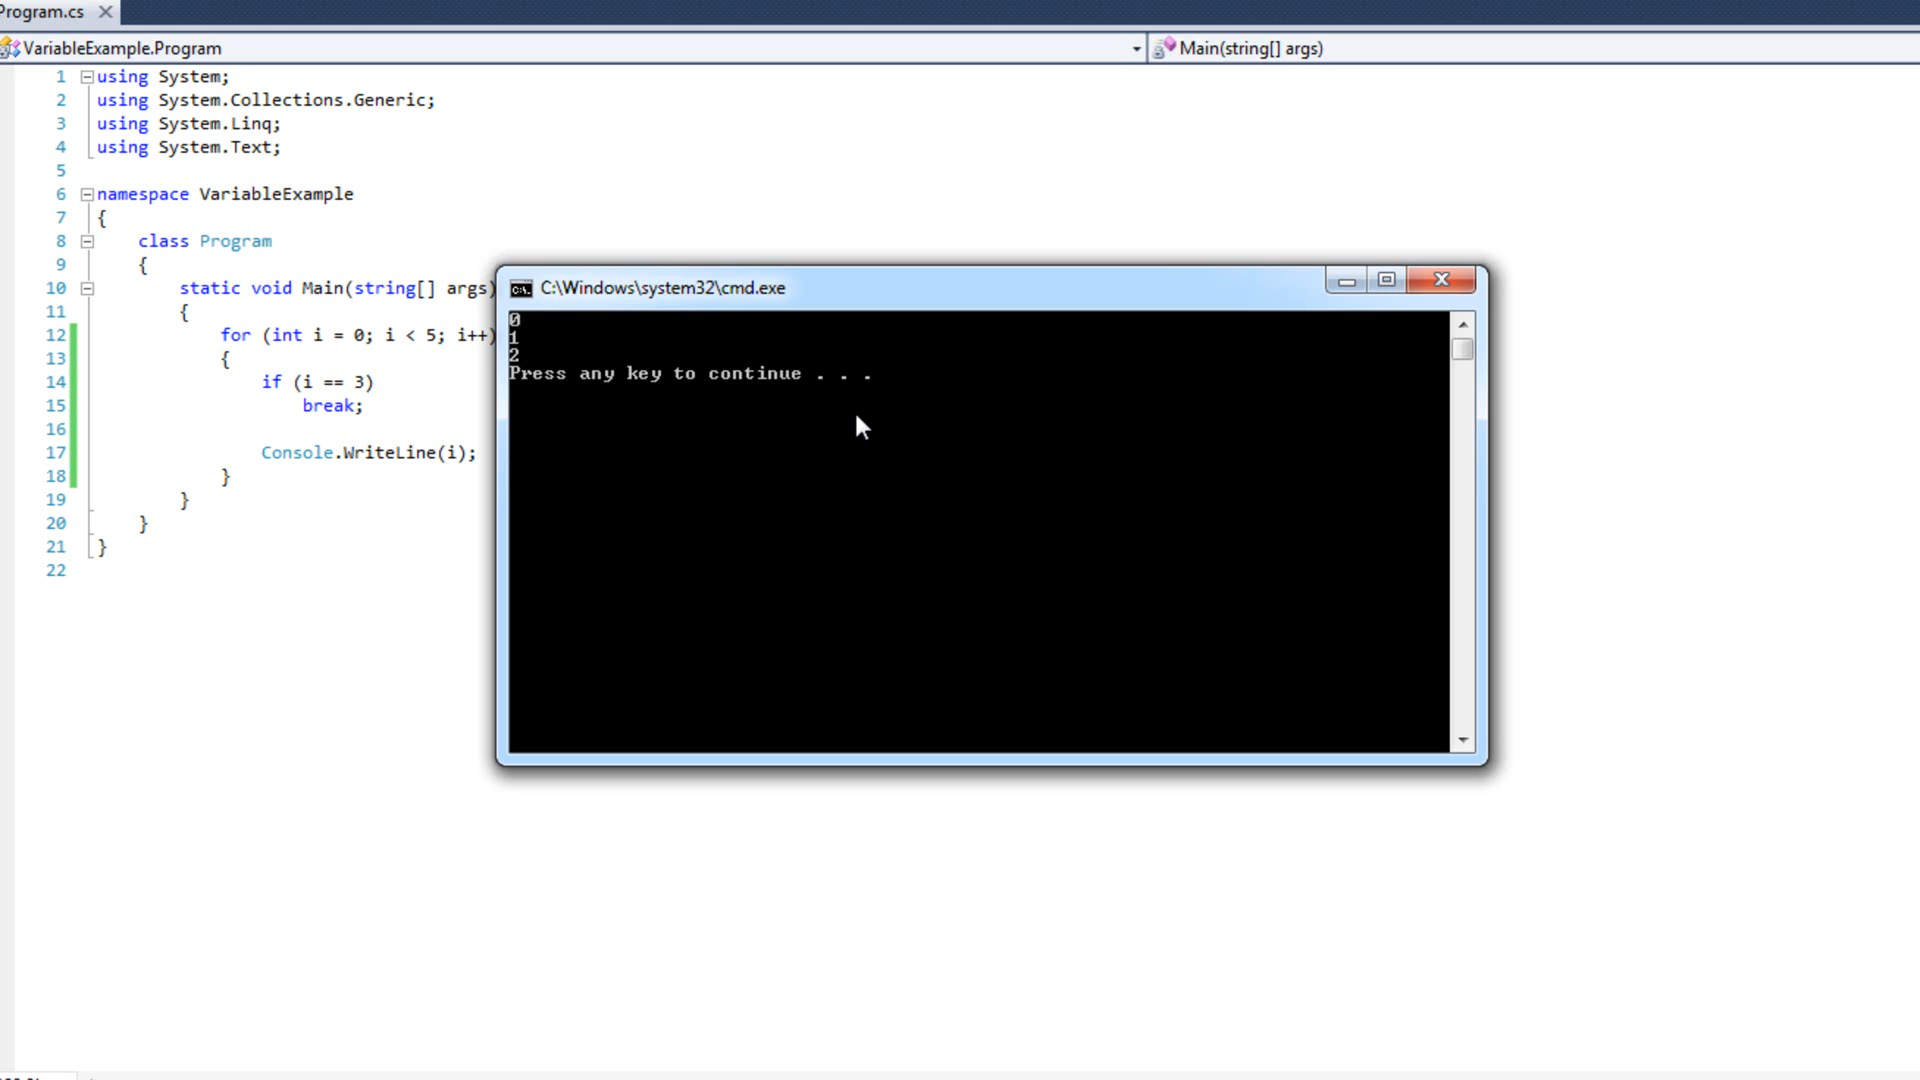 Program.cs
VariableExample.Program
Main(string[] args)
1 using System;
2 using System.Collections.Generic;
3 using System.Linq;
4 using System.Text;
5
6 namespace VariableExample
7 {
8 class Program
9 {
10 static void Main(string[] args)
11 {
12 for (int i = 0; i < 5; i++)
13 {
14 if (i == 3)
15 break;
16
17 Console.WriteLine(i);
18 }
19 }
20 }
21 }
22
C:\Windows\system32\cmd.exe
0
1
2
Press any key to continue . . .